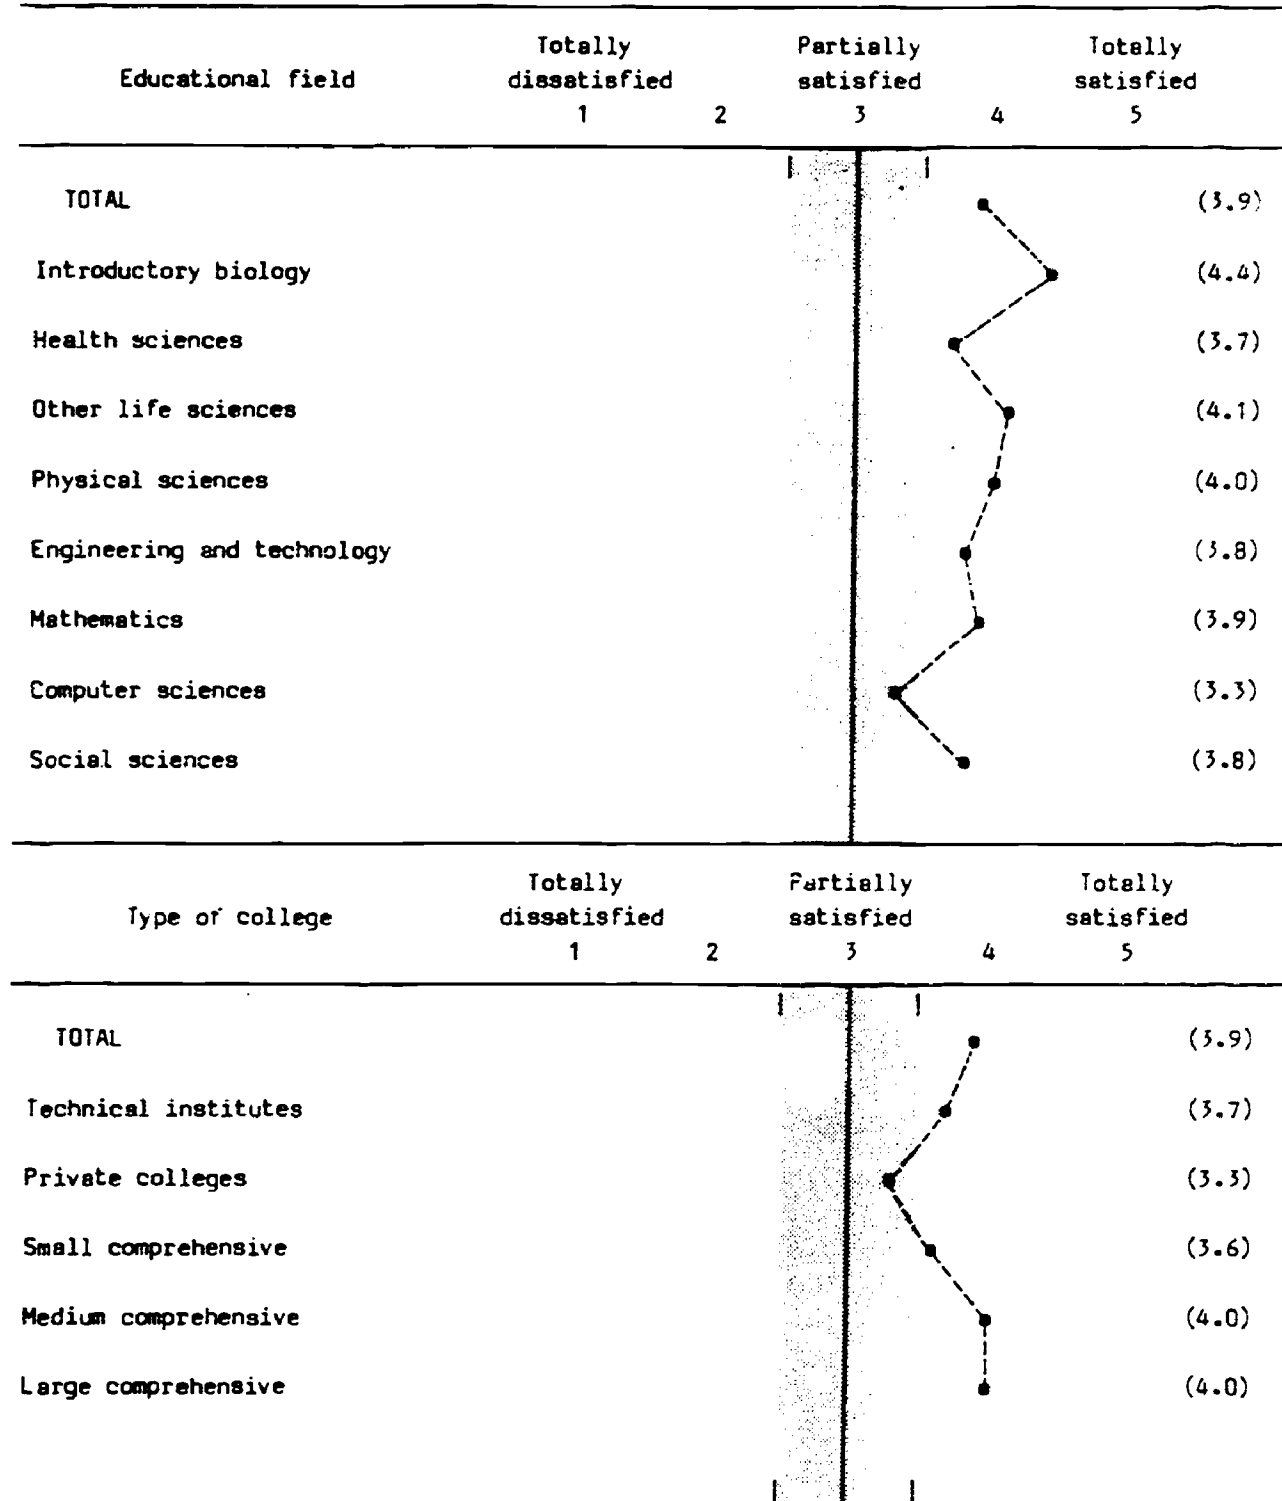 Totally Partially Totally
Educational field dissatisfied satisfied satisfied
1 2 3 4 5
TOTAL (3.9)
Introductory biology (4.4)
Health sciences (3.7)
Other life sciences (4.1)
Physical sciences (4.0)
Engineering and technology (3.8)
Mathematics (3.9)
Computer sciences (3.3)
Social sciences (3.8)
Totally Partially Totally
Type of college dissatisfied satisfied satisfied
1 2 3 4 5
TOTAL (3.9)
Technical institutes (3.7)
Private colleges (3.3)
Small comprehensive (3.6)
Medium comprehensive (4.0)
Large comprehensive (4.0)